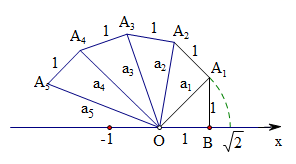 A₃
1
1
A₄
A₂
1
1
A₅
a₃
a₂
A₁
a₄
a₁
a₅
1
-1
O
1
B
√2
x